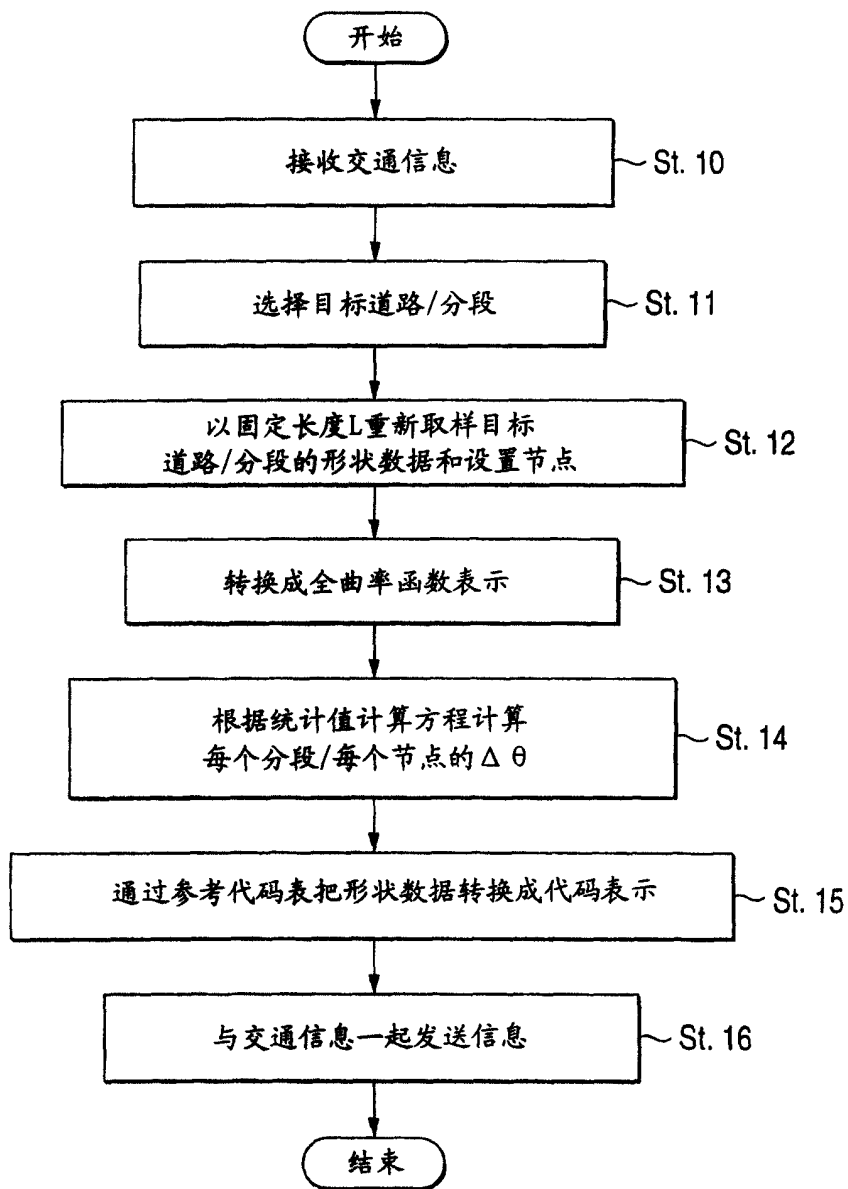 开始
接收交通信息
St. 10
选择目标道路/分段
St. 11
以固定长度L重新取样目标
道路/分段的形状数据和设置节点
St. 12
转换成全曲率函数表示
St. 13
根据统计值计算方程计算
每个分段/每个节点的Δθ
St. 14
通过参考代码表把形状数据转换成代码表示
St. 15
与交通信息一起发送信息
St. 16
结束